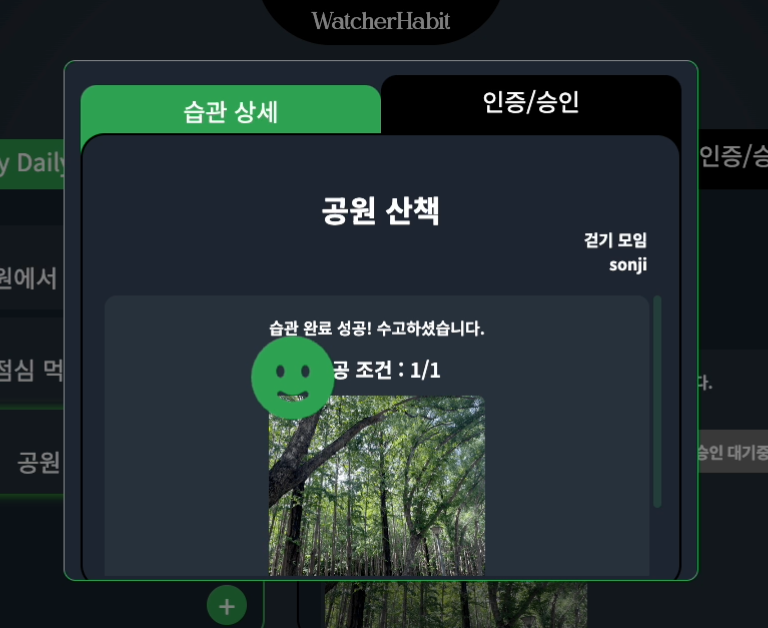 WatcherHabit
습관 상세
인증/승인
y Daily
인증/승
공원 산책
걷기 모임
sonji
원에서
습관 완료 성공! 수고하셨습니다.
공 조건 : 1/1
점심 먹
다.
공원
승인 대기중
+